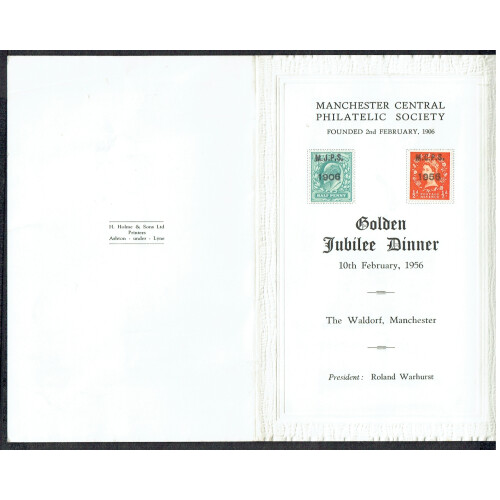 H. Holme & Sons Ltd
Printers
Ashton - under - Lyne
MANCHESTER CENTRAL
PHILATELIC SOCIETY
FOUNDED 2nd FEBRUARY, 1906
M.J.P.S.
1906
M.J.P.S.
1956
Golden
Jubilee Dinner
10th February, 1956
The Waldorf, Manchester
President: Roland Warhurst